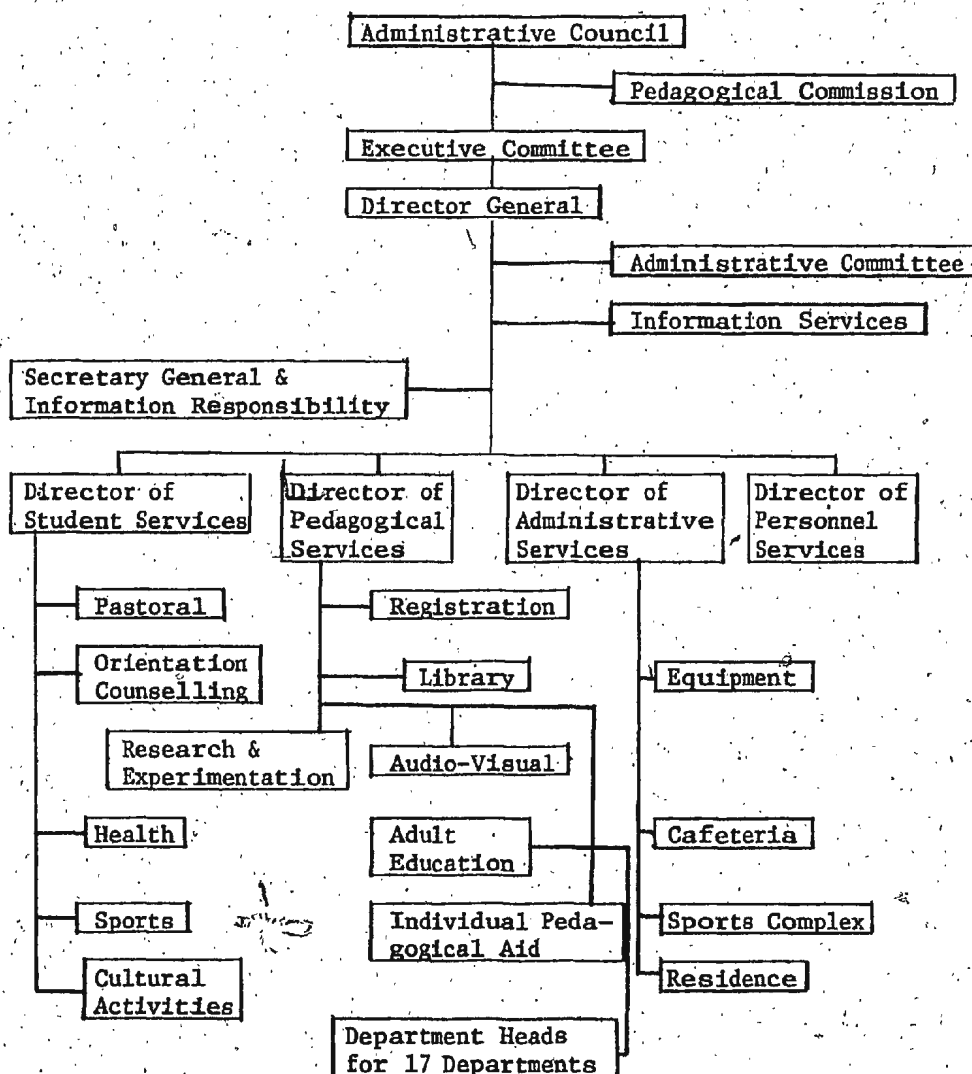 Administrative Council
Pedagogical Commission
Executive Committee
Director General
Administrative Committee
Information Services
Secretary General &
Information Responsibility
Director of
Student Services
Director of
Pedagogical
Services
Director of
Administrative
Services
Director of
Personnel
Services
Pastoral
Registration
Orientation
Counselling
Library
Equipment
Research &
Experimentation
Audio-Visual
Health
Adult
Education
Cafeteria
Sports
Individual Peda-
gogical Aid
Sports Complex
Cultural
Activities
Residence
Department Heads
for 17 Departments